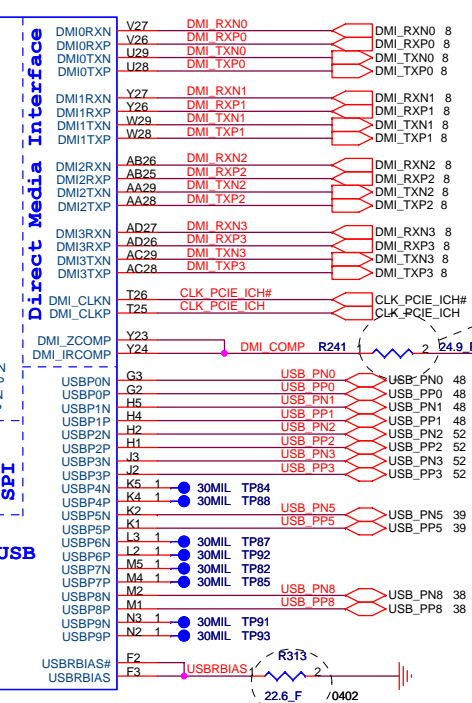 Direct Media Interface
DMI0RXN V27 DMI_RXN0 DMI_RXN0 8
DMI0RXP V26 DMI_RXP0 DMI_RXP0 8
DMI0TXN U29 DMI_TXN0 DMI_TXN0 8
DMI0TXP U28 DMI_TXP0 DMI_TXP0 8
DMI1RXN Y27 DMI_RXN1 DMI_RXN1 8
DMI1RXP Y26 DMI_RXP1 DMI_RXP1 8
DMI1TXN W29 DMI_TXN1 DMI_TXN1 8
DMI1TXP W28 DMI_TXP1 DMI_TXP1 8
DMI2RXN AB26 DMI_RXN2 DMI_RXN2 8
DMI2RXP AB25 DMI_RXP2 DMI_RXP2 8
DMI2TXN AA29 DMI_TXN2 DMI_TXN2 8
DMI2TXP AA28 DMI_TXP2 DMI_TXP2 8
DMI3RXN AD27 DMI_RXN3 DMI_RXN3 8
DMI3RXP AD26 DMI_RXP3 DMI_RXP3 8
DMI3TXN AC29 DMI_TXN3 DMI_TXN3 8
DMI3TXP AC28 DMI_TXP3 DMI_TXP3 8
DMI_CLKN T26 CLK_PCIE_ICH# CLK_PCIE_ICH#
DMI_CLKP T25 CLK_PCIE_ICH CLK_PCIE_ICH
DMI_ZCOMP Y23
DMI_IRCOMP Y24 DMI_COMP R241 1 2 24.9_F
USBP0N G3 USB_PN0 USB_PN0 48
USBP0P G2 USB_PP0 USB_PP0 48
USBP1N H5 USB_PN1 USB_PN1 48
USBP1P H4 USB_PP1 USB_PP1 48
USBP2N H2 USB_PN2 USB_PN2 52
USBP2P H1 USB_PP2 USB_PP2 52
USBP3N J3 USB_PN3 USB_PN3 52
USBP3P J2 USB_PP3 USB_PP3 52
SPI
USBP4N K5 1 30MIL TP84
USBP4P K4 1 30MIL TP88
USBP5N K2 USB_PN5 USB_PN5 39
USBP5P K1 USB_PP5 USB_PP5 39
USB
USBP6N L3 1 30MIL TP87
USBP6P L2 1 30MIL TP92
USBP7N M5 1 30MIL TP82
USBP7P M4 1 30MIL TP85
USBP8N M2 USB_PN8 USB_PN8 38
USBP8P M1 USB_PP8 USB_PP8 38
USBP9N N3 1 30MIL TP91
USBP9P N2 1 30MIL TP93
R313
USBRBIAS# F2
USBRBIAS F3 USBRBIAS 1 2
22.6_F /0402